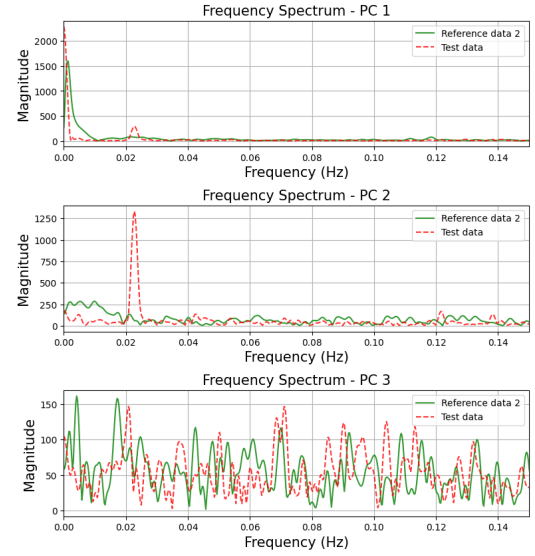 Frequency Spectrum - PC 1
Magnitude
2000
1500
1000
500
0
Reference data 2
Test data
0.00 0.02 0.04 0.06 0.08 0.10 0.12 0.14
Frequency (Hz)
Frequency Spectrum - PC 2
Magnitude
1250
1000
750
500
250
0
Reference data 2
Test data
0.00 0.02 0.04 0.06 0.08 0.10 0.12 0.14
Frequency (Hz)
Frequency Spectrum - PC 3
Magnitude
150
100
50
0
Reference data 2
Test data
0.00 0.02 0.04 0.06 0.08 0.10 0.12 0.14
Frequency (Hz)